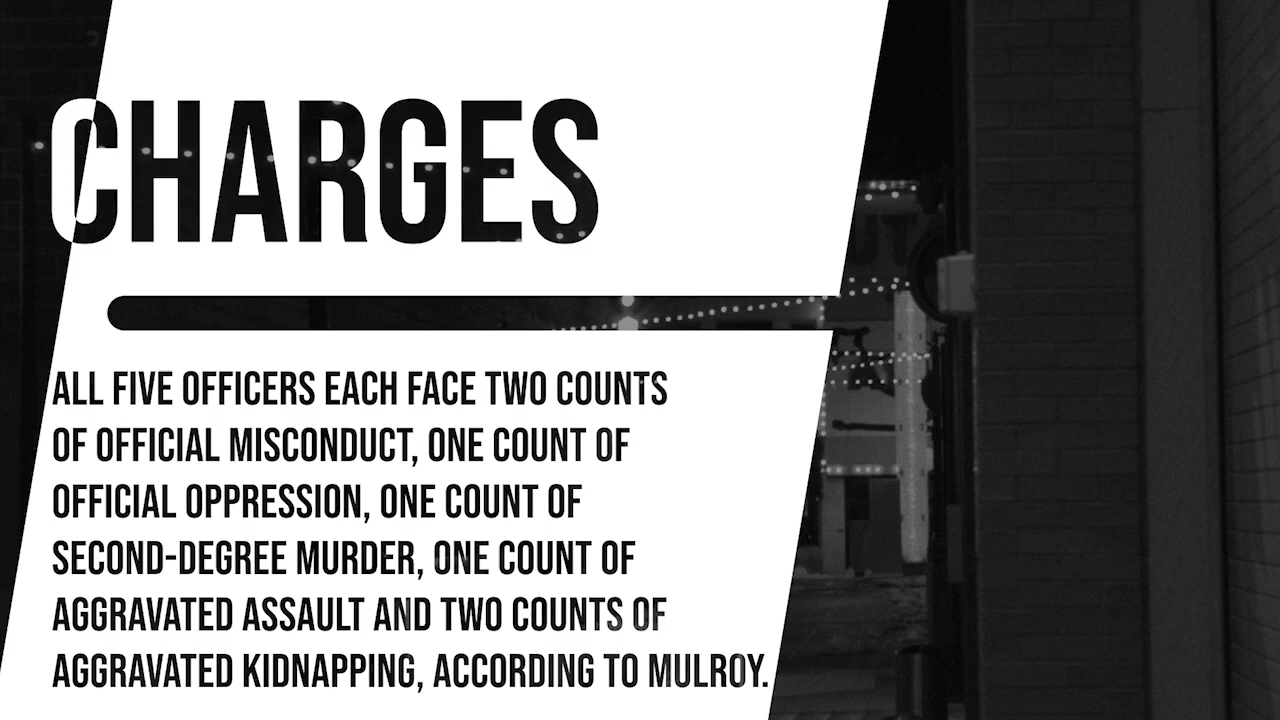 CHARGES
ALL FIVE OFFICERS EACH FACE TWO COUNTS
OF OFFICIAL MISCONDUCT, ONE COUNT OF
OFFICIAL OPPRESSION, ONE COUNT OF
SECOND-DEGREE MURDER, ONE COUNT OF
AGGRAVATED ASSAULT AND TWO COUNTS OF
AGGRAVATED KIDNAPPING, ACCORDING TO MULROY.